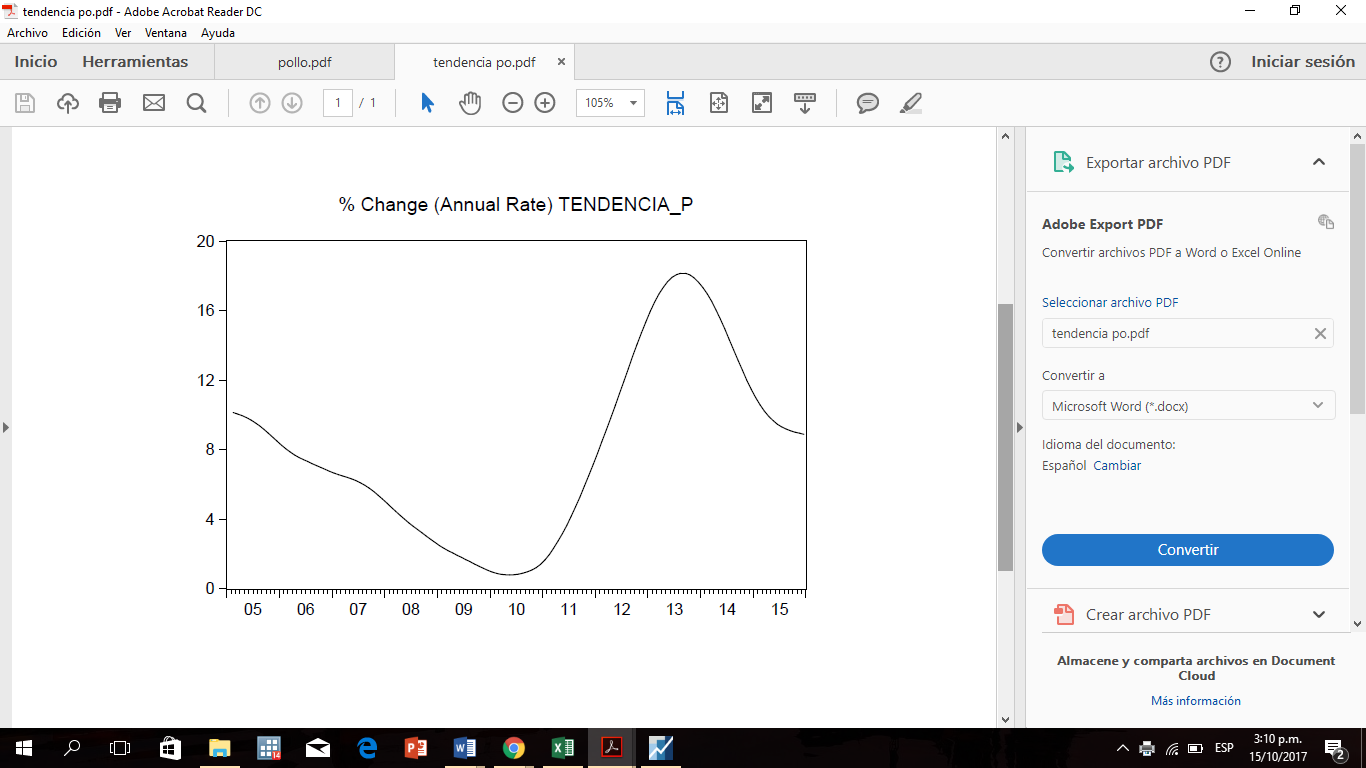 tendencia po.pdf - Adobe Acrobat Reader DC
Archivo Edición Ver Ventana Ayuda
Inicio Herramientas pollo.pdf tendencia po.pdf × ? Iniciar sesión
1 / 1 105%
% Change (Annual Rate) TENDENCIA_P
20
16
12
8
4
0
05 06 07 08 09 10 11 12 13 14 15
Exportar archivo PDF
Adobe Export PDF
Convertir archivos PDF a Word o Excel Online
Seleccionar archivo PDF
tendencia po.pdf
Convertir a
Microsoft Word (*.docx)
Idioma del documento:
Español Cambiar
Convertir
Crear archivo PDF
Almacene y comparta archivos en Document
Cloud
Más información
14
ESP
3:10 p.m.
15/10/2017
2